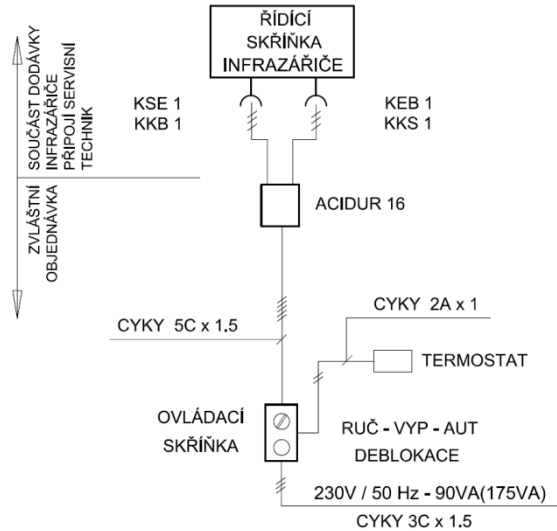 ŘÍDÍCÍ
SKŘÍŇKA
INFRAZÁŘIČE
SOUČÁST DODÁVKY
INFRAZÁŘIČE
PŘIPOJÍ SERVISNÍ
TECHNIK
KSE 1
KKB 1
KEB 1
KKS 1
ZVLÁŠTNÍ
OBJEDNÁVKA
ACIDUR 16
CYKY 5C x 1.5
CYKY 2A x 1
TERMOSTAT
OVLÁDACÍ
SKŘÍŇKA
RUČ - VYP - AUT
DEBLOKACE
230V / 50 Hz - 90VA(175VA)
CYKY 3C x 1.5